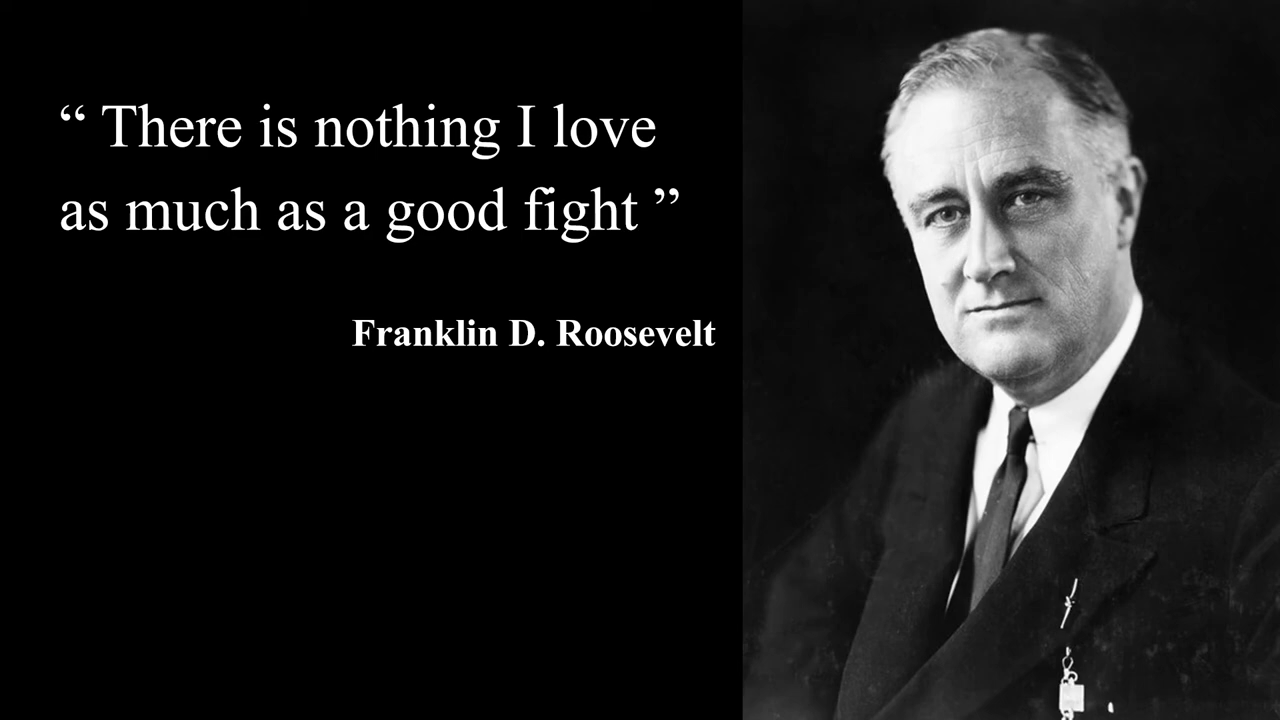 “ There is nothing I love
as much as a good fight ”
Franklin D. Roosevelt